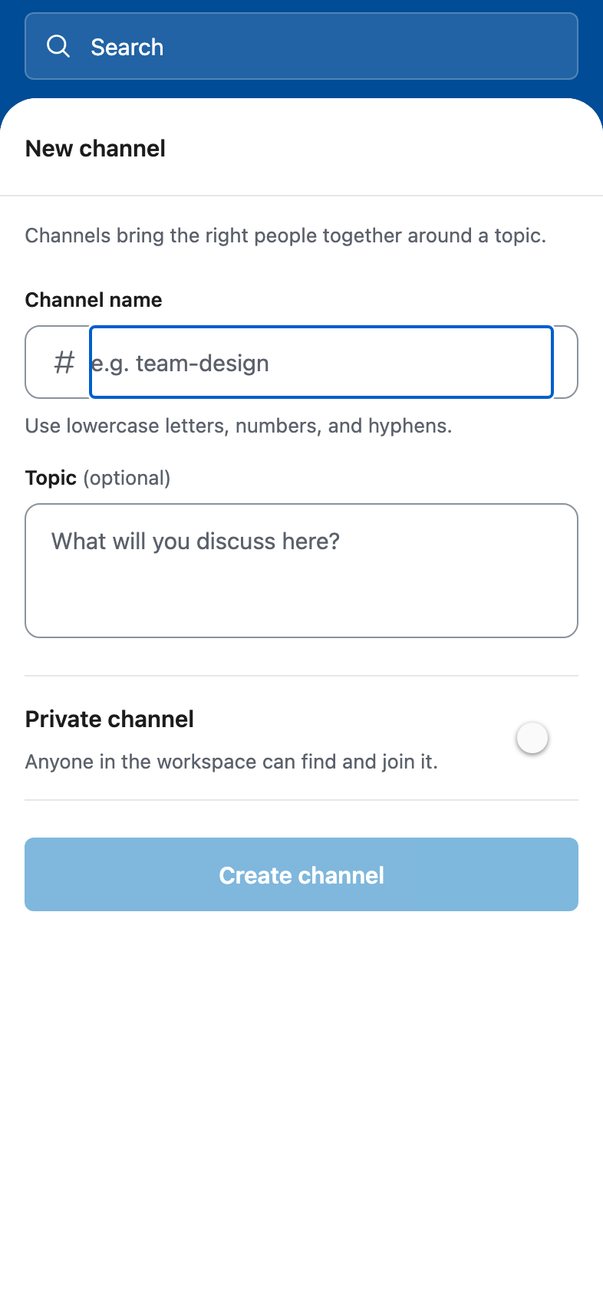 Search
New channel
Channels bring the right people together around a topic.
Channel name
# e.g. team-design
Use lowercase letters, numbers, and hyphens.
Topic (optional)
What will you discuss here?
Private channel
Anyone in the workspace can find and join it.
Create channel